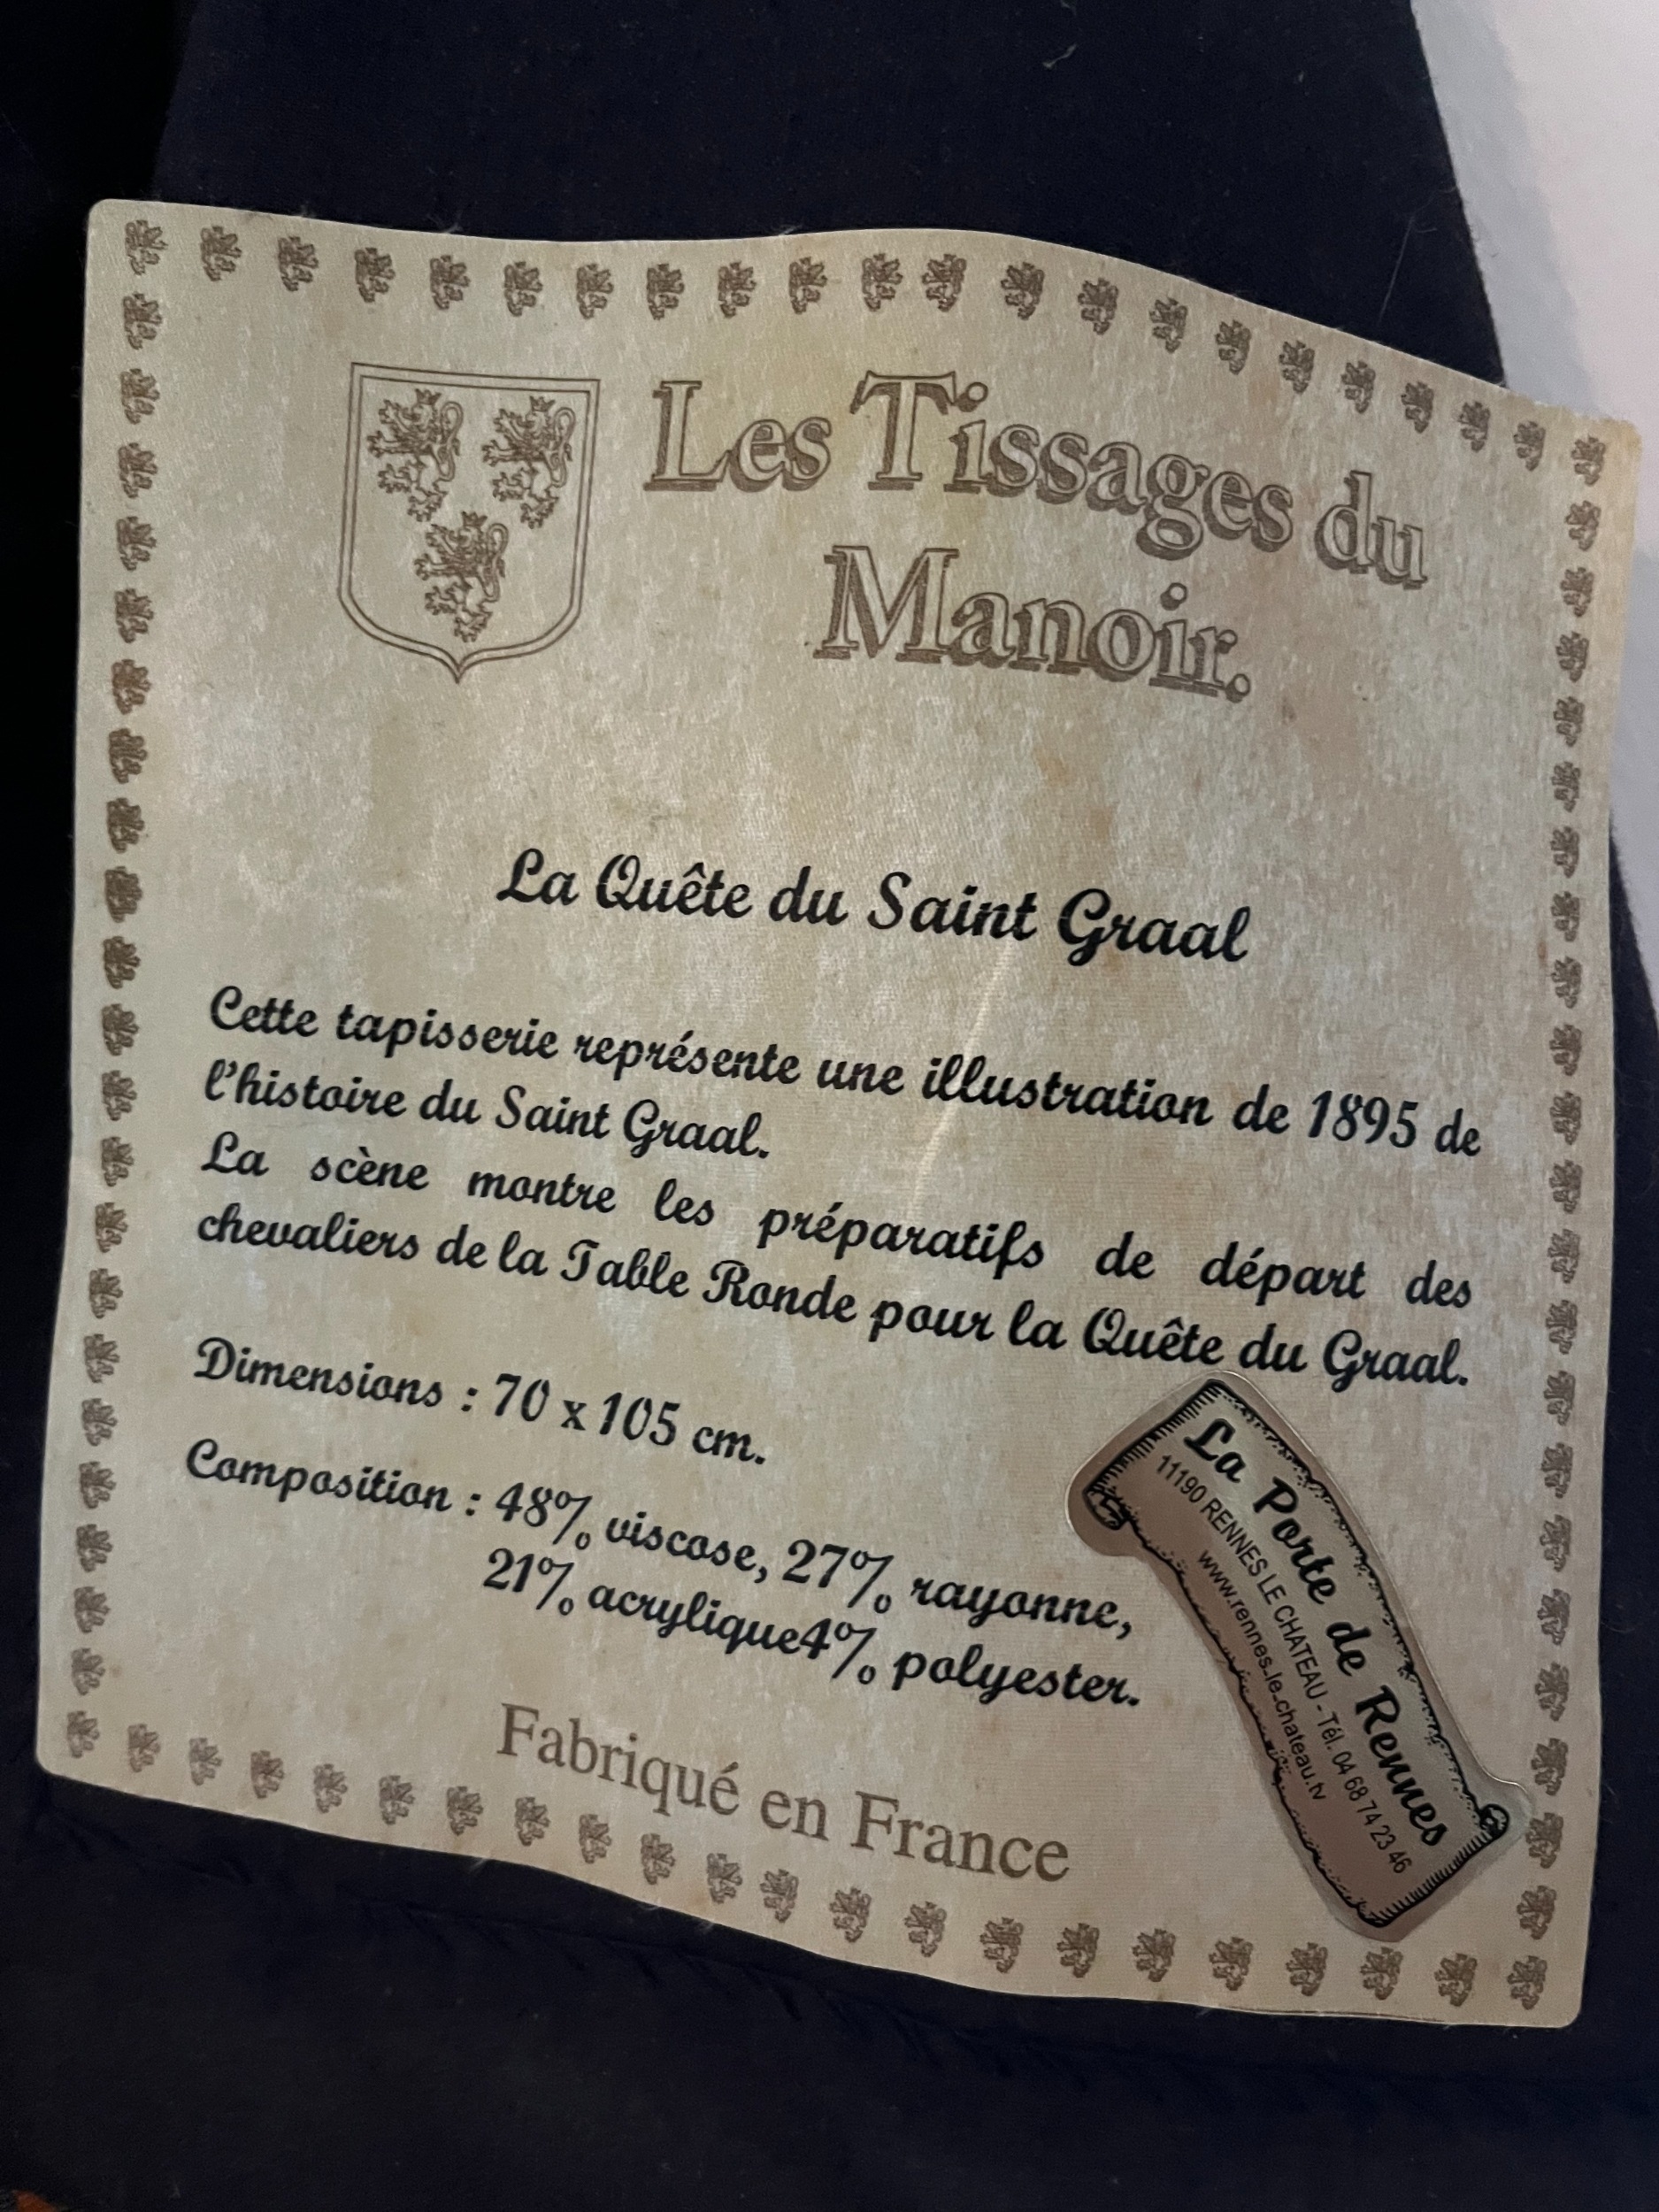 Les Tissages du
Manoir.
La Quête du Saint Graal
Cette tapisserie représente une illustration de 1895 de
l'histoire du Saint Graal.
La scène montre les préparatifs de départ des
chevaliers de la Table Ronde pour la Quête du Graal.
Dimensions : 70 x 105 cm.
Composition : 48% viscose, 27% rayonne,
21% acrylique4% polyester.
Fabriqué en France
La Porte de Rennes
11190 RENNES LE CHATEAU - Tél. 04 68 74 23 46
www.rennes-le-chateau.tv